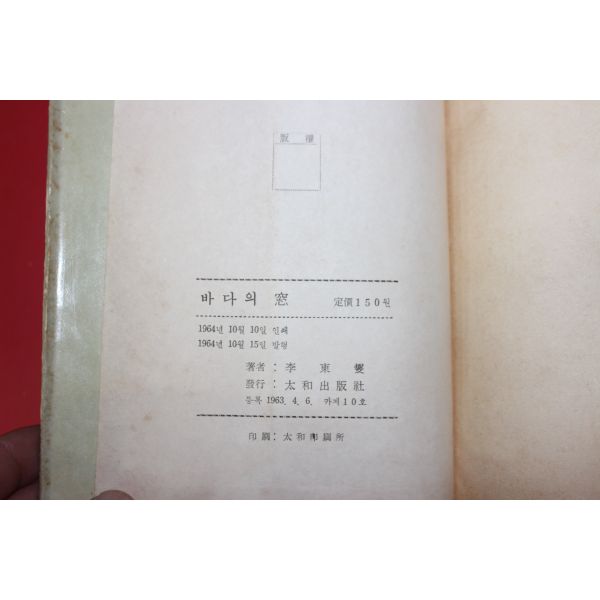 版 權
바다의 窓 定價150원
1964년 10월 10일 인쇄
1964년 10월 15일 발행
著者 : 李東燮
發行 : 太和出版社
등록 1963. 4. 6. 카제10호
印刷 : 太和印刷所